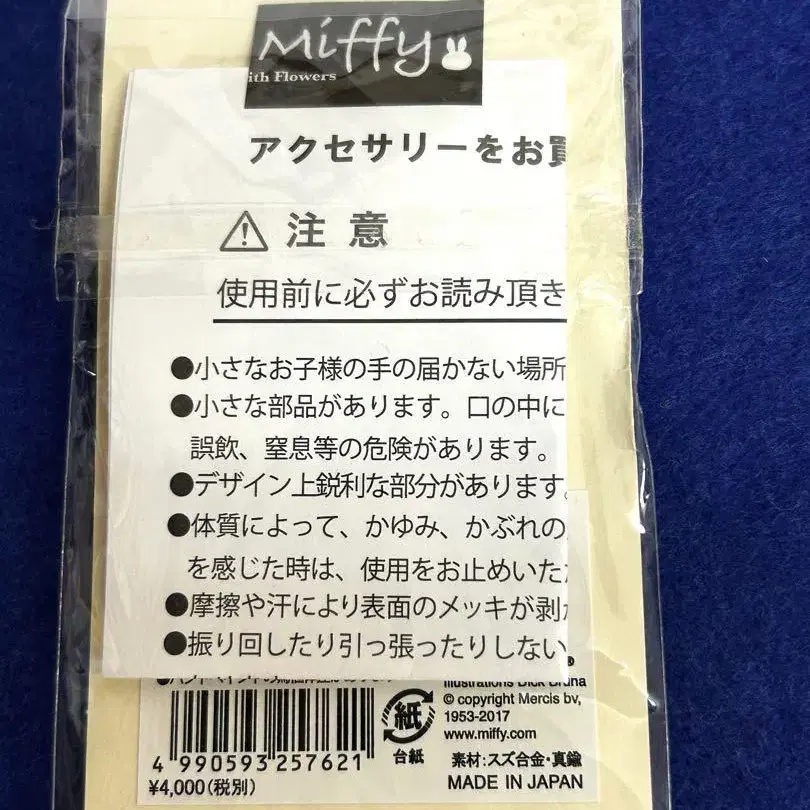 Miffy
ith Flowers
アクセサリーをお買
注 意
使用前に必ずお読み頂き
●小さなお子様の手の届かない場所
●小さな部品があります。口の中に
誤飲、窒息等の危険があります。
●デザイン上鋭利な部分があります。
●体質によって、かゆみ、かぶれの
を感じた時は、使用をお止めいた
●摩擦や汗により表面のメッキが剥
●振り回したり引っ張ったりしない
Illustrations Dick Bruna
© copyright Mercis bv,
1953-2017
www.miffy.com
紙
台紙
素材:スズ合金・真鍮
MADE IN JAPAN
4 990593 257621
¥4,000(税別)